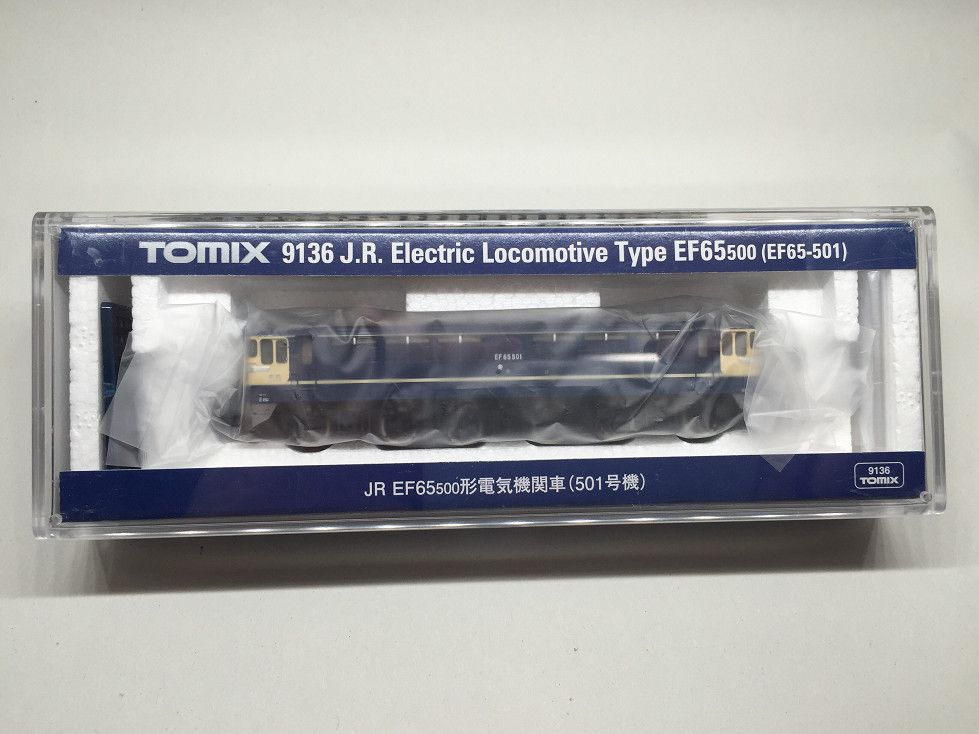 TOMIX 9136 J.R. Electric Locomotive Type EF65500 (EF65-501)
EF65501
JR EF65500形電気機関車(501号機)
9136
TOMIX